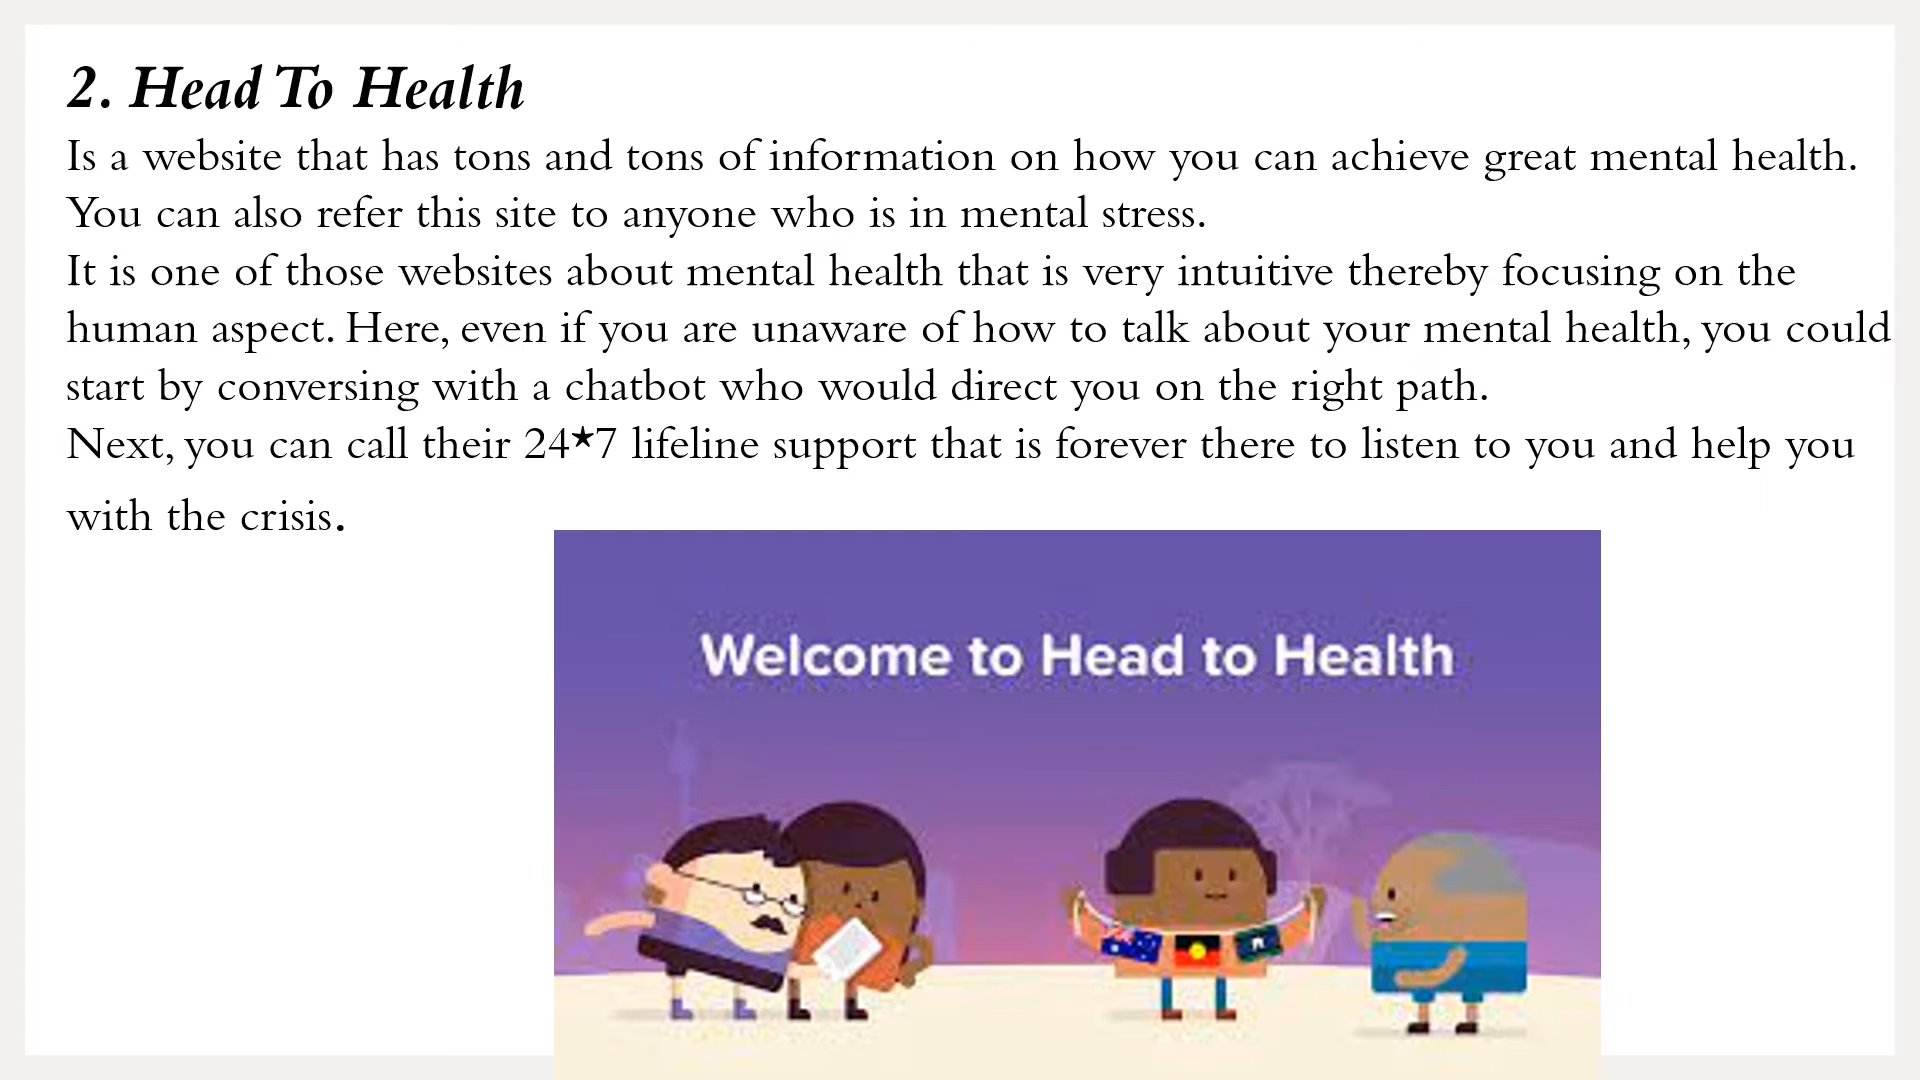 2. Head To Health
Is a website that has tons and tons of information on how you can achieve great mental health.
You can also refer this site to anyone who is in mental stress.
It is one of those websites about mental health that is very intuitive thereby focusing on the
human aspect. Here, even if you are unaware of how to talk about your mental health, you could
start by conversing with a chatbot who would direct you on the right path.
Next, you can call their 24*7 lifeline support that is forever there to listen to you and help you
with the crisis.
Welcome to Head to Health